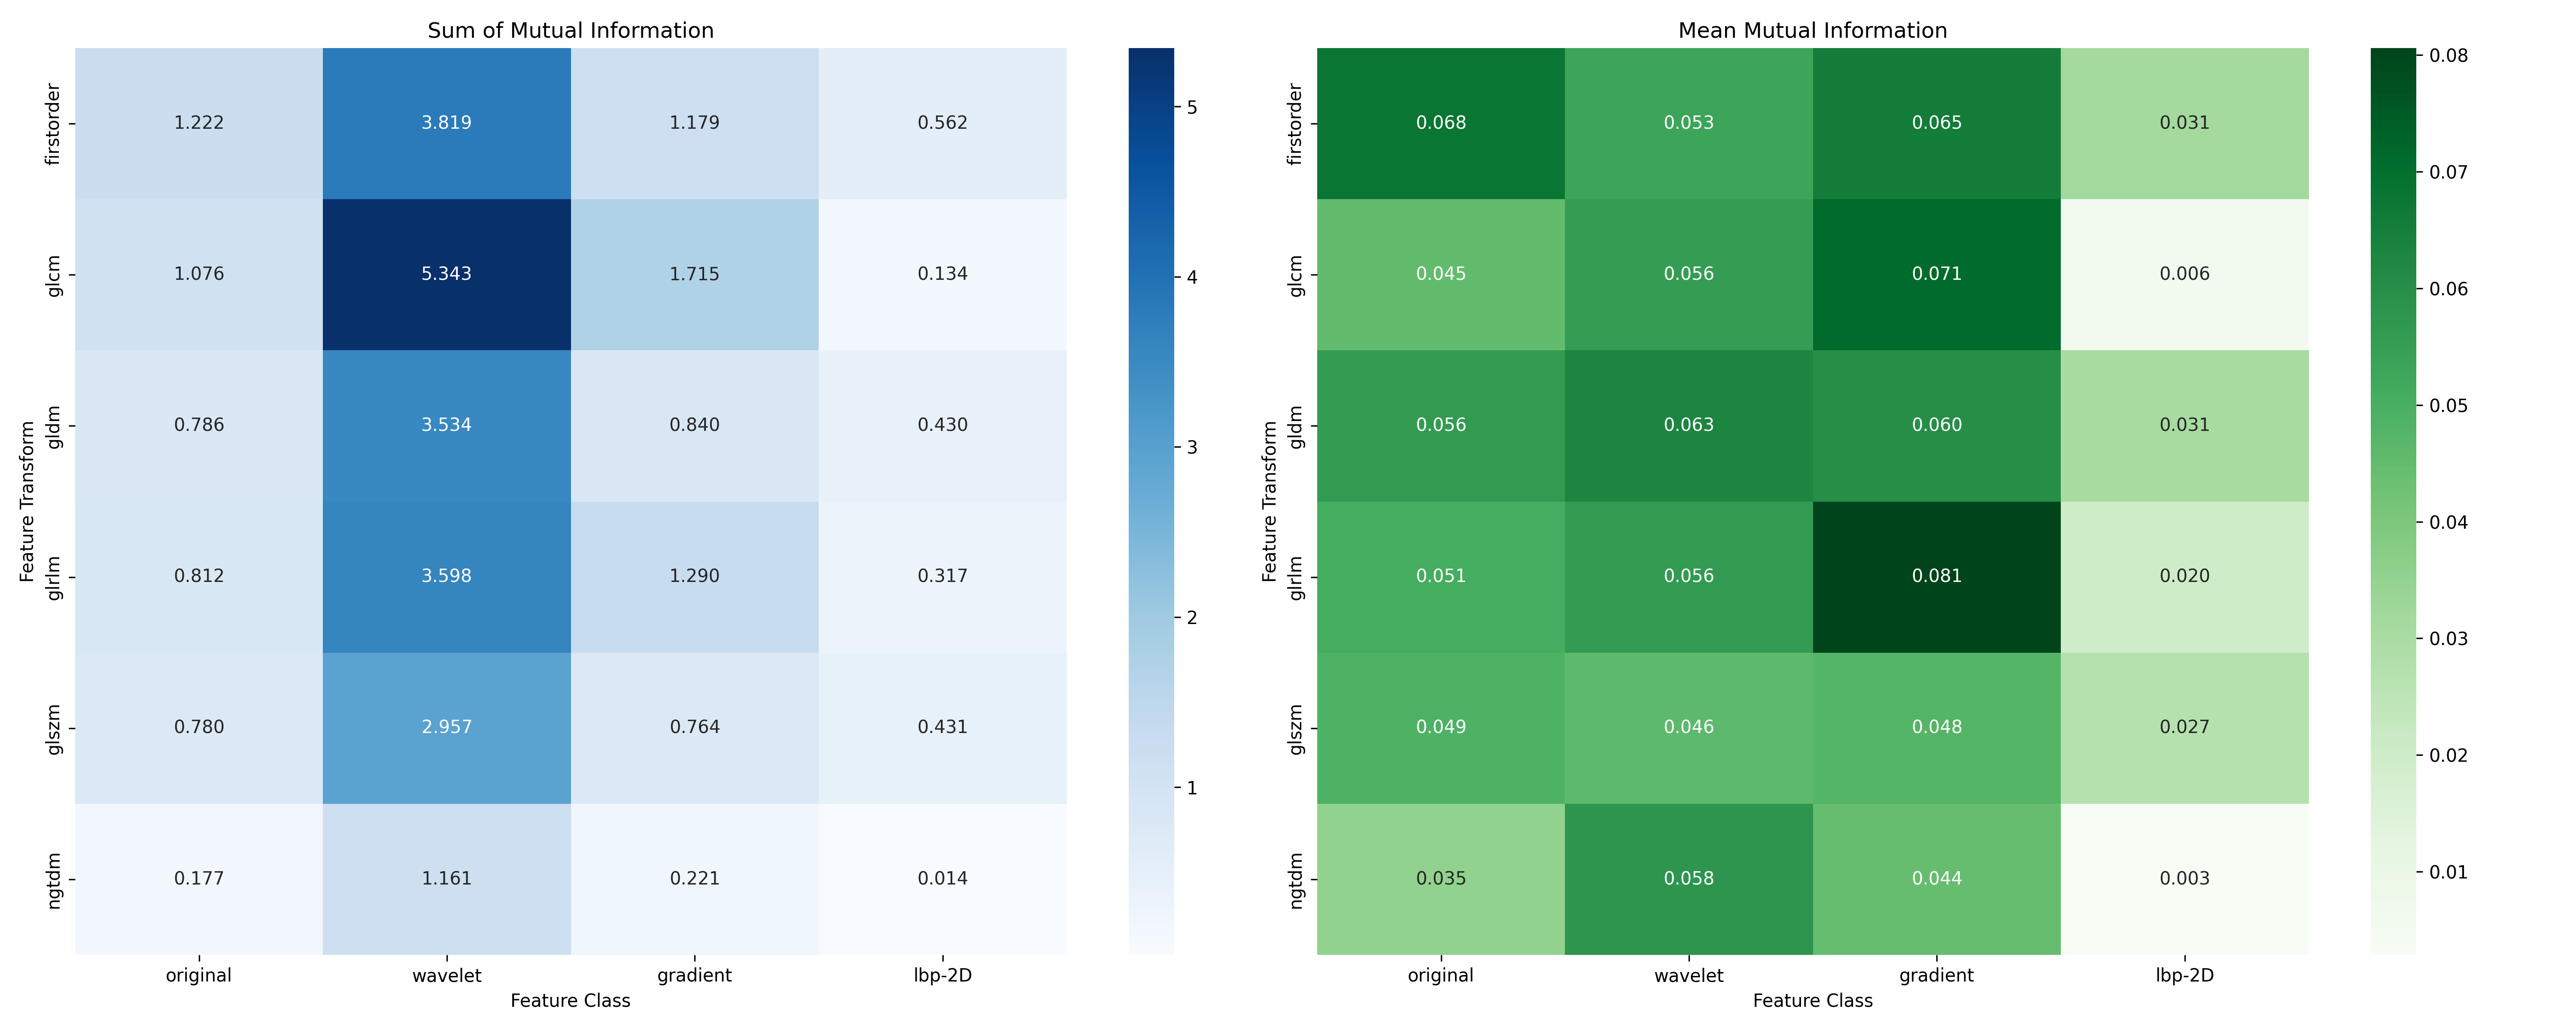 Sum of Mutual Information
Feature Transform
firstorder
1.222 3.819 1.179 0.562
glcm
1.076 5.343 1.715 0.134
gldm
0.786 3.534 0.840 0.430
glrlm
0.812 3.598 1.290 0.317
glszm
0.780 2.957 0.764 0.431
ngtdm
0.177 1.161 0.221 0.014
original wavelet gradient lbp-2D
Feature Class
5
4
3
2
1
Mean Mutual Information
Feature Transform
firstorder
0.068 0.053 0.065 0.031
glcm
0.045 0.056 0.071 0.006
gldm
0.056 0.063 0.060 0.031
glrlm
0.051 0.056 0.081 0.020
glszm
0.049 0.046 0.048 0.027
ngtdm
0.035 0.058 0.044 0.003
original wavelet gradient lbp-2D
Feature Class
0.08
0.07
0.06
0.05
0.04
0.03
0.02
0.01